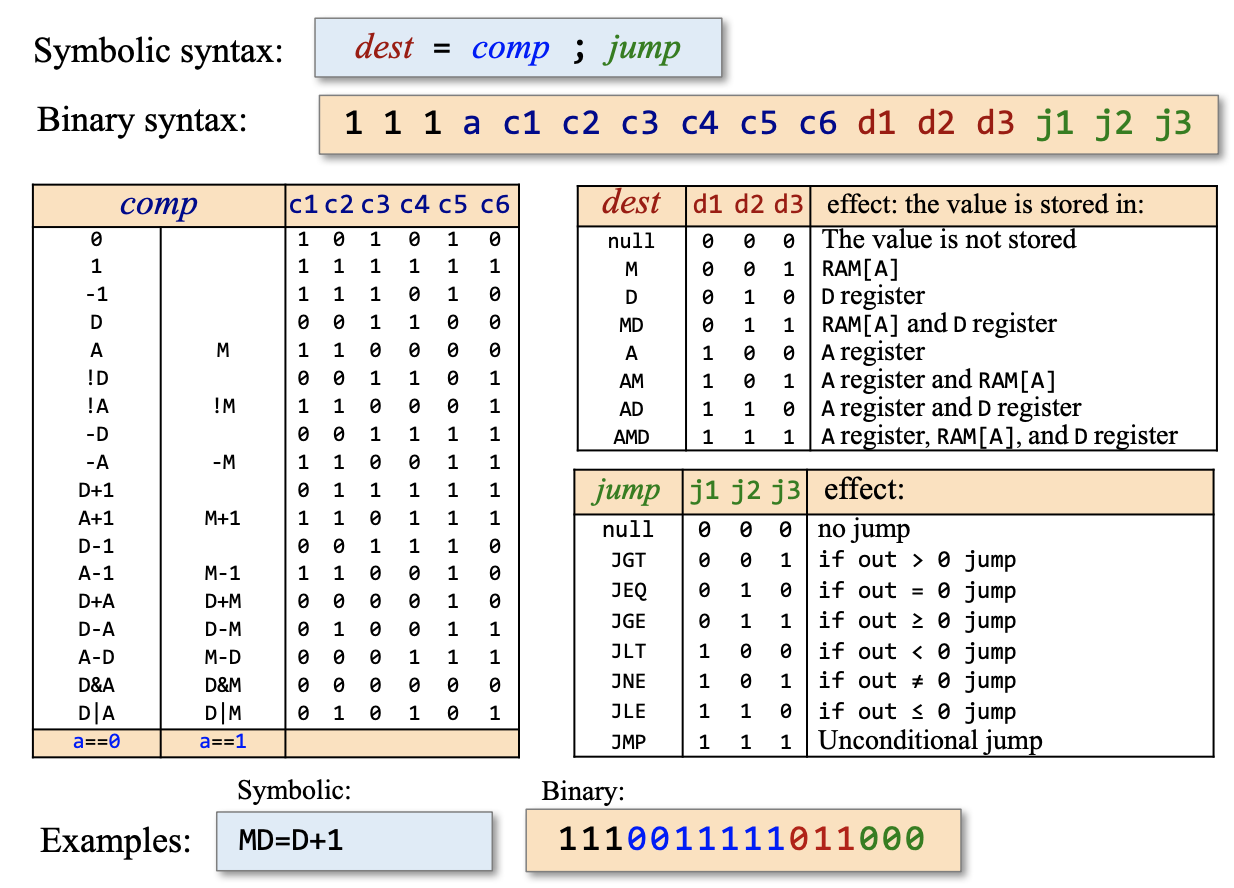 Symbolic syntax: dest = comp ; jump
Binary syntax: 1 1 1 a c1 c2 c3 c4 c5 c6 d1 d2 d3 j1 j2 j3
comp c1 c2 c3 c4 c5 c6
0 1 0 1 0 1 0
1 1 1 1 1 1 1
-1 1 1 1 0 1 0
D 0 0 1 1 0 0
A M 1 1 0 0 0 0
!D 0 0 1 1 0 1
!A !M 1 1 0 0 0 1
-D 0 0 1 1 1 1
-A -M 1 1 0 0 1 1
D+1 0 1 1 1 1 1
A+1 M+1 1 1 0 1 1 1
D-1 0 0 1 1 1 0
A-1 M-1 1 1 0 0 1 0
D+A D+M 0 0 0 0 1 0
D-A D-M 0 1 0 0 1 1
A-D M-D 0 0 0 1 1 1
D&A D&M 0 0 0 0 0 0
D|A D|M 0 1 0 1 0 1
a==0 a==1
dest d1 d2 d3 effect: the value is stored in:
null 0 0 0 The value is not stored
M 0 0 1 RAM[A]
D 0 1 0 D register
MD 0 1 1 RAM[A] and D register
A 1 0 0 A register
AM 1 0 1 A register and RAM[A]
AD 1 1 0 A register and D register
AMD 1 1 1 A register, RAM[A], and D register
jump j1 j2 j3 effect:
null 0 0 0 no jump
JGT 0 0 1 if out > 0 jump
JEQ 0 1 0 if out = 0 jump
JGE 0 1 1 if out ≥ 0 jump
JLT 1 0 0 if out < 0 jump
JNE 1 0 1 if out ≠ 0 jump
JLE 1 1 0 if out ≤ 0 jump
JMP 1 1 1 Unconditional jump
Symbolic: Binary:
Examples: MD=D+1 1110011111011000